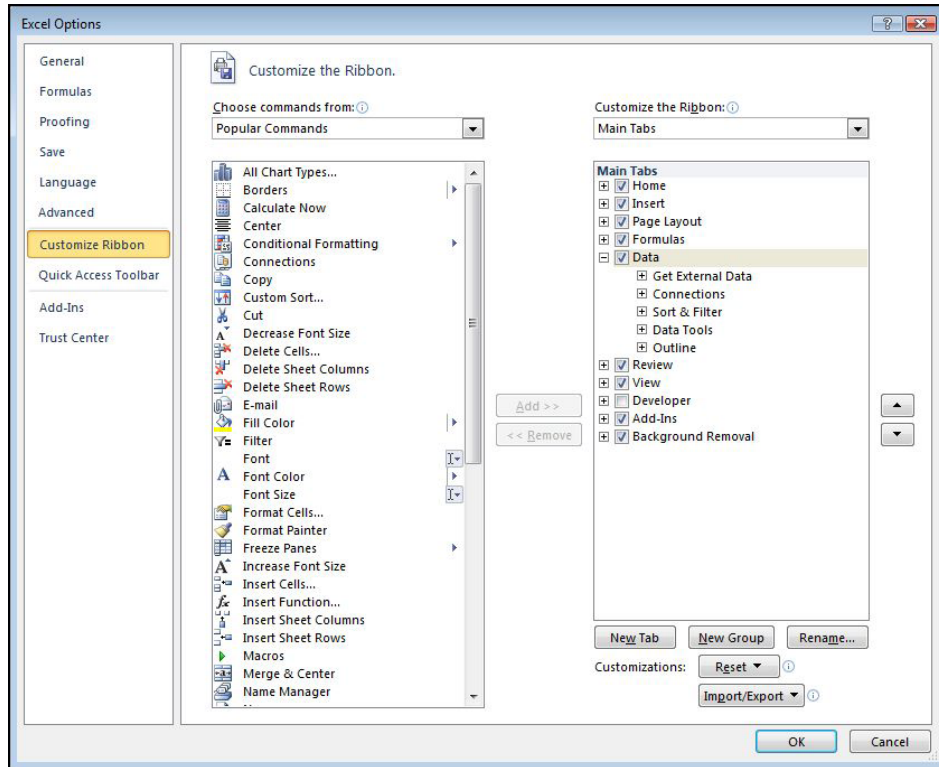 Excel Options
General
Formulas
Proofing
Save
Language
Advanced
Customize Ribbon
Quick Access Toolbar
Add-Ins
Trust Center
Customize the Ribbon.
Choose commands from:
Popular Commands
All Chart Types...
Borders
Calculate Now
Center
Conditional Formatting
Connections
Copy
Custom Sort...
Cut
Decrease Font Size
Delete Cells...
Delete Sheet Columns
Delete Sheet Rows
E-mail
Fill Color
Filter
Font
Font Color
Font Size
Format Cells...
Format Painter
Freeze Panes
Increase Font Size
Insert Cells...
Insert Function...
Insert Sheet Columns
Insert Sheet Rows
Macros
Merge & Center
Name Manager
Add >>
<< Remove
Customize the Ribbon:
Main Tabs
Main Tabs
Home
Insert
Page Layout
Formulas
Data
Get External Data
Connections
Sort & Filter
Data Tools
Outline
Review
View
Developer
Add-Ins
Background Removal
New Tab
New Group
Rename...
Customizations:
Reset
Import/Export
OK
Cancel